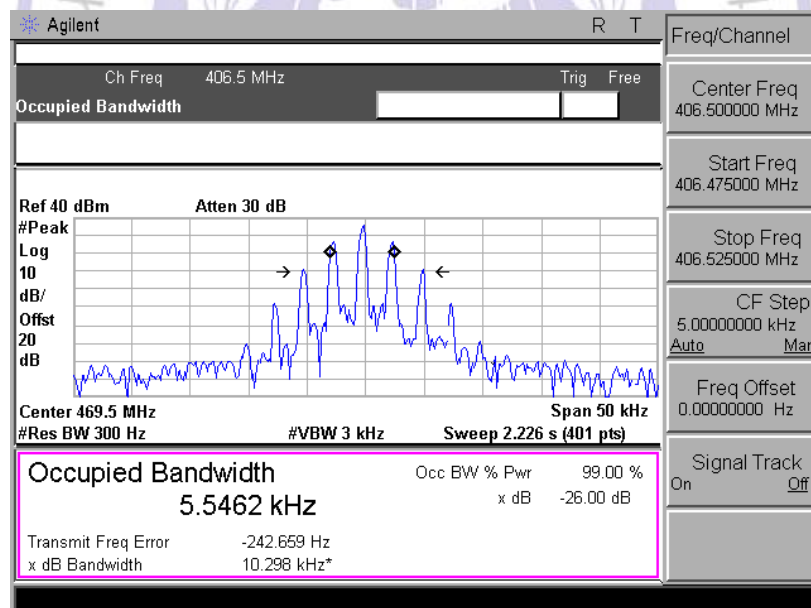 Agilent
R T
Freq/Channel
Ch Freq 406.5 MHz Trig Free
Occupied Bandwidth
Center Freq
406.500000 MHz
Start Freq
406.475000 MHz
Stop Freq
406.525000 MHz
CF Step
5.00000000 kHz
Auto Man
Freq Offset
0.00000000 Hz
Signal Track
On Off
Ref 40 dBm Atten 30 dB
#Peak
Log
10
dB/
Offst
20
dB
Center 469.5 MHz Span 50 kHz
#Res BW 300 Hz #VBW 3 kHz Sweep 2.226 s (401 pts)
Occupied Bandwidth
5.5462 kHz
Occ BW % Pwr 99.00 %
x dB -26.00 dB
Transmit Freq Error -242.659 Hz
x dB Bandwidth 10.298 kHz*